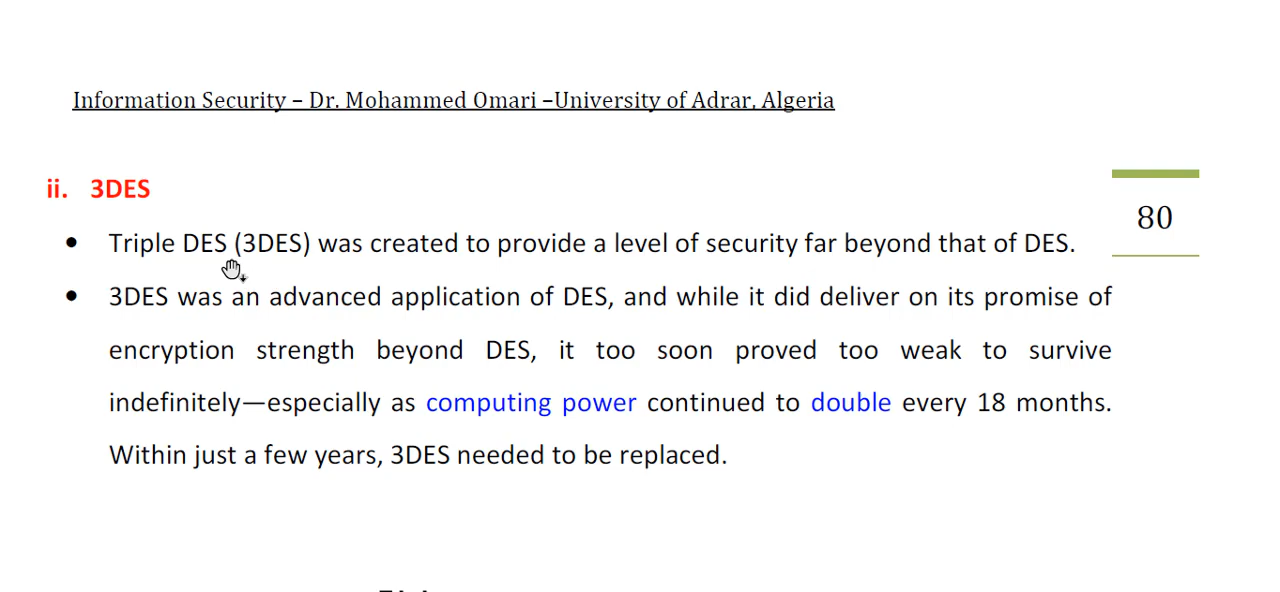 Information Security – Dr. Mohammed Omari –University of Adrar, Algeria
ii. 3DES
80
• Triple DES (3DES) was created to provide a level of security far beyond that of DES.
• 3DES was an advanced application of DES, and while it did deliver on its promise of
encryption strength beyond DES, it too soon proved too weak to survive
indefinitely—especially as computing power continued to double every 18 months.
Within just a few years, 3DES needed to be replaced.